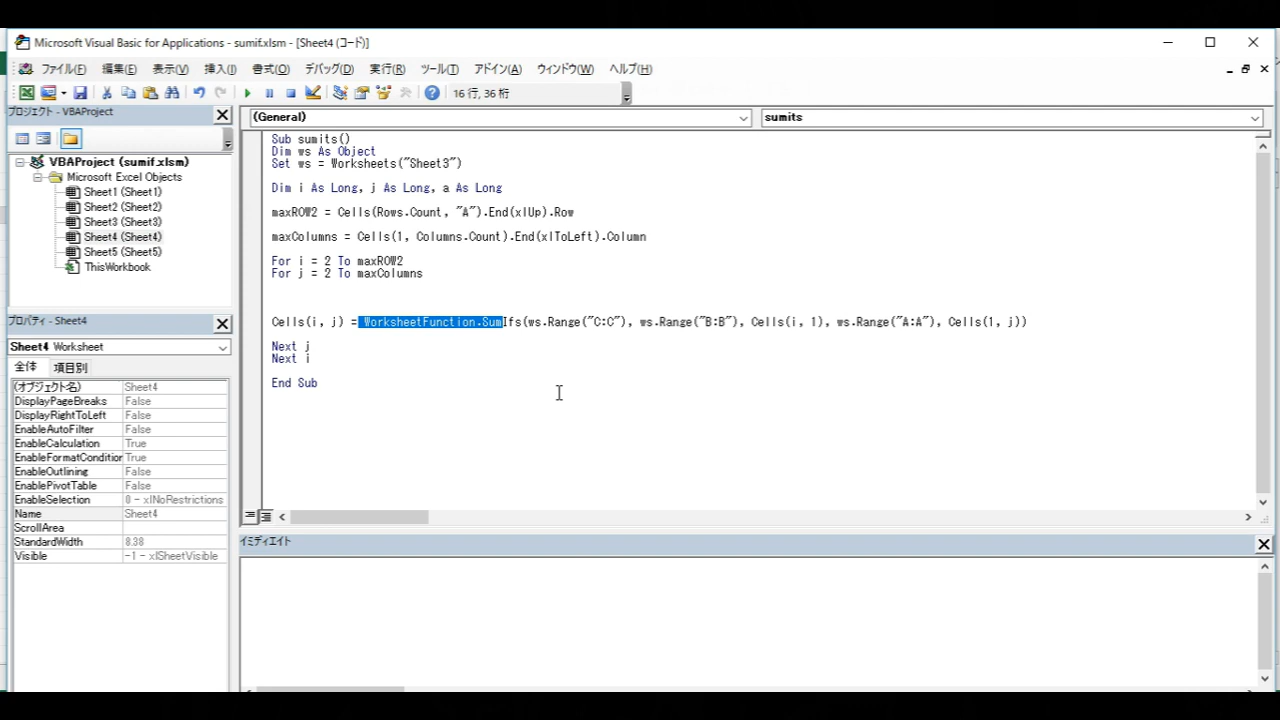 Microsoft Visual Basic for Applications - sumif.xlsm - [Sheet4 (コード)]
ファイル(F) 編集(E) 表示(V) 挿入(I) 書式(O) デバッグ(D) 実行(R) ツール(T) アドイン(A) ウィンドウ(W) ヘルプ(H)
16 行, 36 桁
プロジェクト - VBAProject
VBAProject (sumif.xlsm)
Microsoft Excel Objects
Sheet1 (Sheet1)
Sheet2 (Sheet2)
Sheet3 (Sheet3)
Sheet4 (Sheet4)
Sheet5 (Sheet5)
ThisWorkbook
プロパティ - Sheet4
Sheet4 Worksheet
全体 項目別
(オブジェクト名) Sheet4
DisplayPageBreaks False
DisplayRightToLeft False
EnableAutoFilter False
EnableCalculation True
EnableFormatCondition True
EnableOutlining False
EnablePivotTable False
EnableSelection 0 - xlNoRestrictions
Name Sheet4
ScrollArea
StandardWidth 8.38
Visible -1 - xlSheetVisible
(General) sumits
Sub sumits()
Dim ws As Object
Set ws = Worksheets("Sheet3")
Dim i As Long, j As Long, a As Long
maxROW2 = Cells(Rows.Count, "A").End(xlUp).Row
maxColumns = Cells(1, Columns.Count).End(xlToLeft).Column
For i = 2 To maxROW2
For j = 2 To maxColumns
Cells(i, j) = WorksheetFunction.SumIfs(ws.Range("C:C"), ws.Range("B:B"), Cells(i, 1), ws.Range("A:A"), Cells(1, j))
Next j
Next i
End Sub
イミディエイト